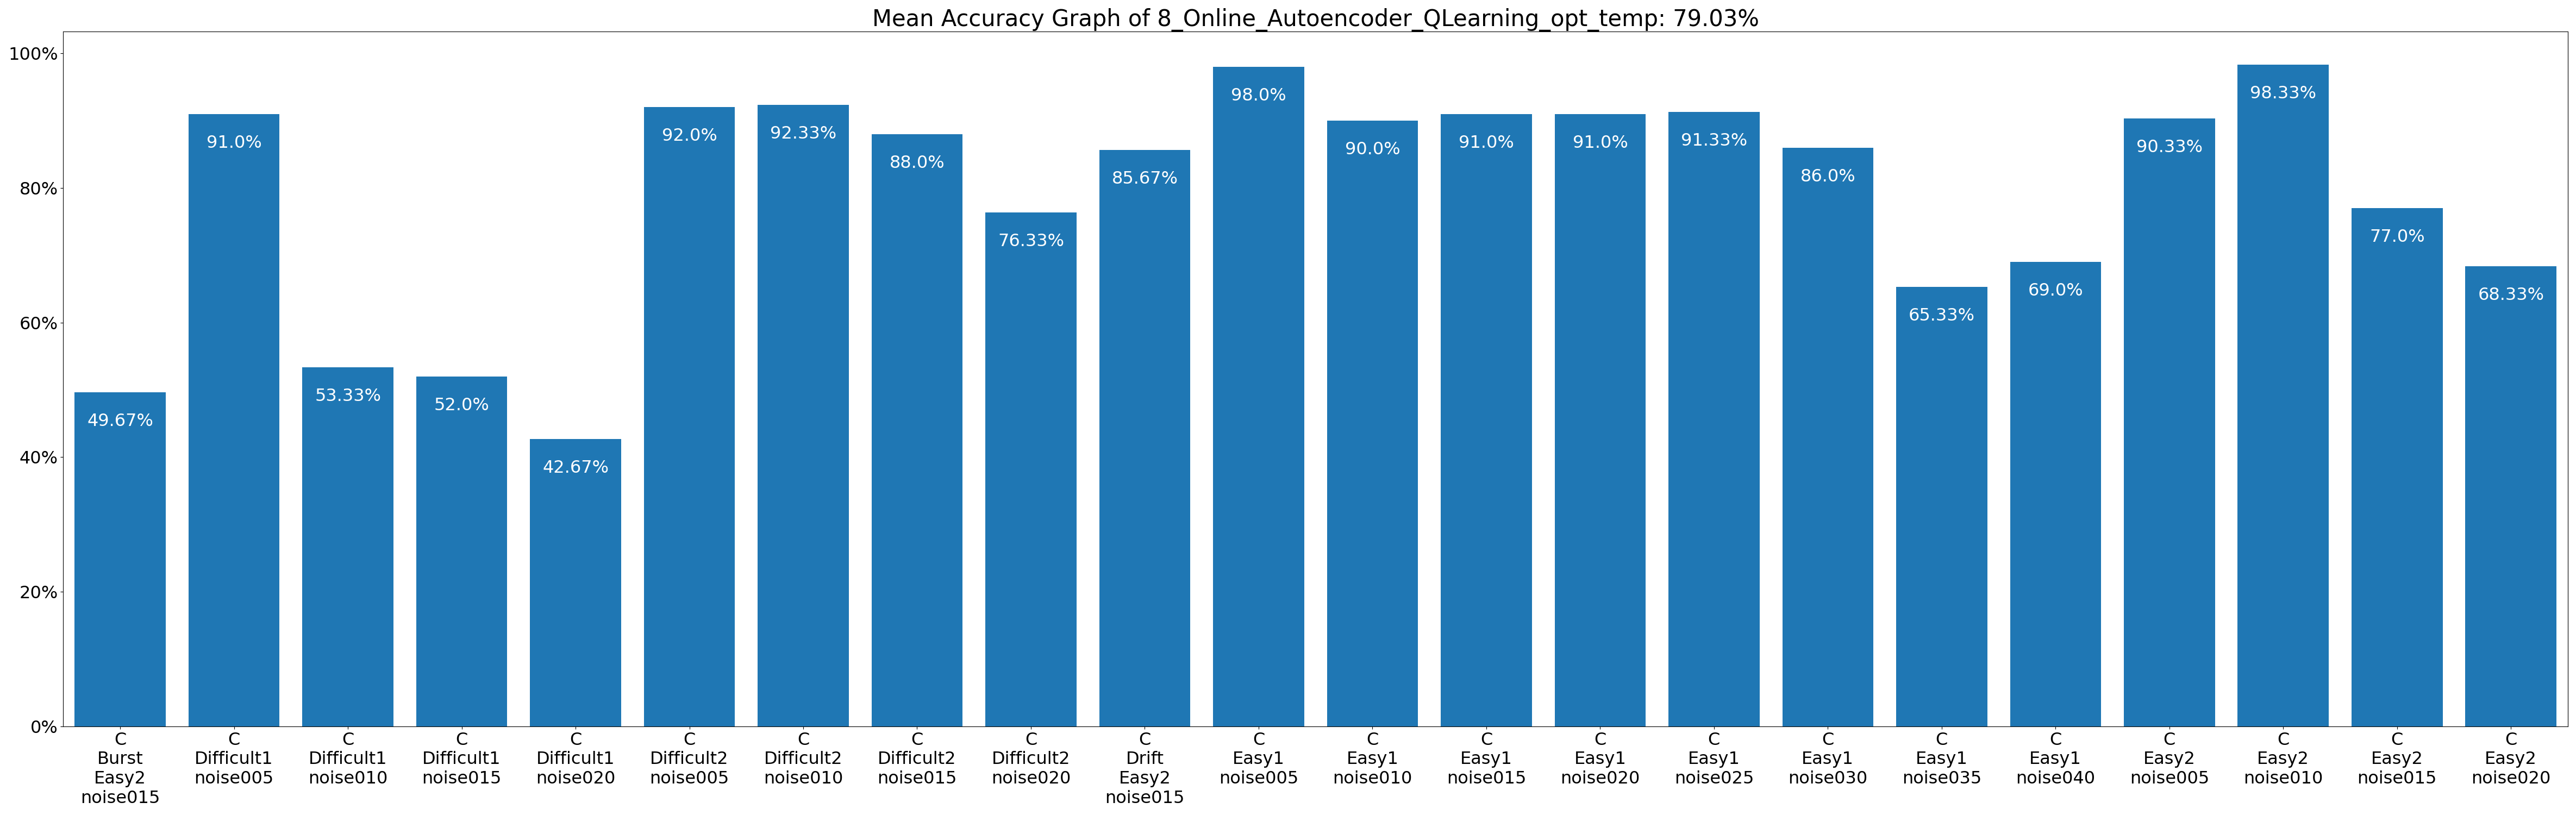 Mean Accuracy Graph of 8_Online_Autoencoder_QLearning_opt_temp: 79.03%
100%
80%
60%
40%
20%
0%
49.67%
91.0%
53.33%
52.0%
42.67%
92.0%
92.33%
88.0%
76.33%
85.67%
98.0%
90.0%
91.0%
91.0%
91.33%
86.0%
65.33%
69.0%
90.33%
98.33%
77.0%
68.33%
C
Burst
Easy2
noise015
C
Difficult1
noise005
C
Difficult1
noise010
C
Difficult1
noise015
C
Difficult1
noise020
C
Difficult2
noise005
C
Difficult2
noise010
C
Difficult2
noise015
C
Difficult2
noise020
C
Drift
Easy2
noise015
C
Easy1
noise005
C
Easy1
noise010
C
Easy1
noise015
C
Easy1
noise020
C
Easy1
noise025
C
Easy1
noise030
C
Easy1
noise035
C
Easy1
noise040
C
Easy2
noise005
C
Easy2
noise010
C
Easy2
noise015
C
Easy2
noise020